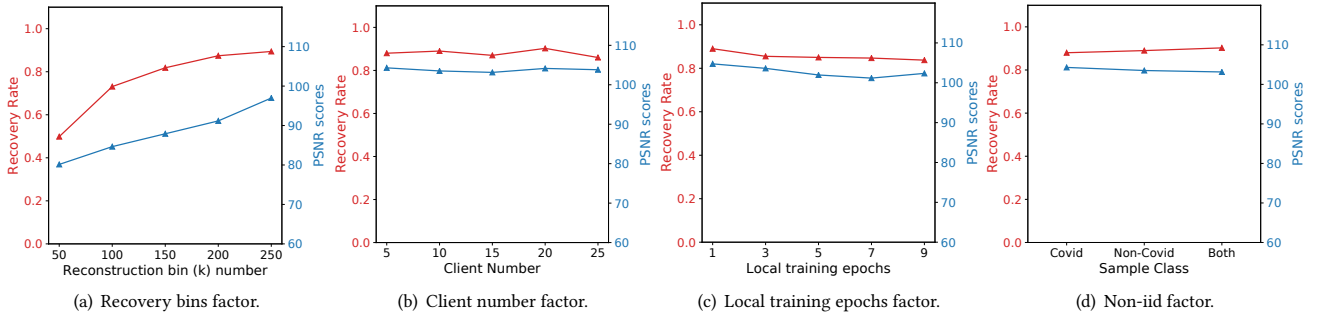 Recovery Rate
1.0
0.8
0.6
0.4
0.2
0.0
50 100 150 200 250
Reconstruction bin (k) number
110
100
90
80
70
60
PSNR scores
(a) Recovery bins factor.
Recovery Rate
1.0
0.8
0.6
0.4
0.2
0.0
5 10 15 20 25
Client Number
110
100
90
80
70
60
PSNR scores
(b) Client number factor.
Recovery Rate
1.0
0.8
0.6
0.4
0.2
0.0
1 3 5 7 9
Local training epochs
110
100
90
80
70
60
PSNR scores
(c) Local training epochs factor.
Recovery Rate
1.0
0.8
0.6
0.4
0.2
0.0
Covid Non-Covid Both
Sample Class
110
100
90
80
70
60
PSNR scores
(d) Non-iid factor.